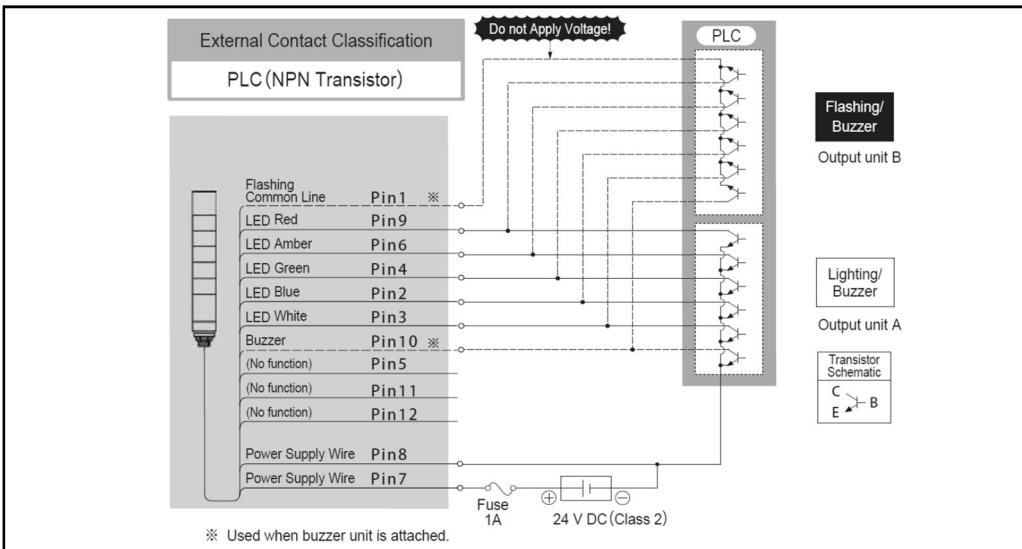 External Contact Classification
PLC (NPN Transistor)
Do not Apply Voltage!
PLC
Flashing/
Buzzer
Output unit B
Flashing
Common Line Pin1 ※
LED Red Pin9
LED Amber Pin6
LED Green Pin4
LED Blue Pin2
LED White Pin3
Buzzer Pin10 ※
(No function) Pin5
(No function) Pin11
(No function) Pin12
Power Supply Wire Pin8
Power Supply Wire Pin7
Lighting/
Buzzer
Output unit A
Transistor
Schematic
C
B
E
Fuse
1A
+ −
24 V DC (Class 2)
※ Used when buzzer unit is attached.